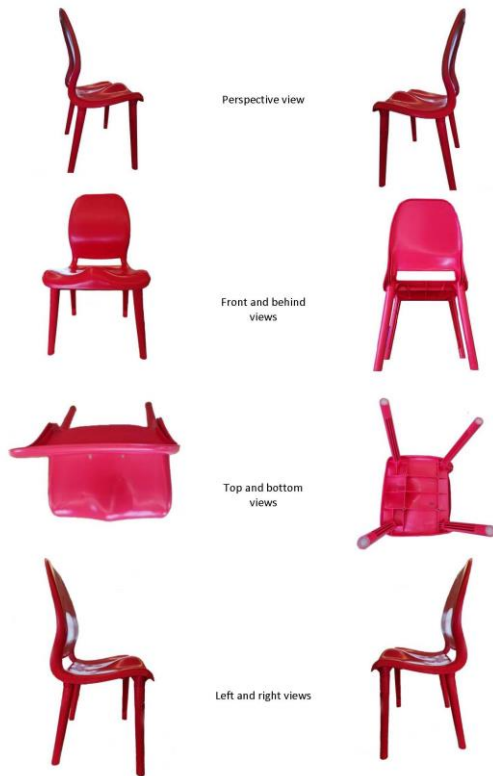 Perspective view
Front and behind
views
Top and bottom
views
Left and right views